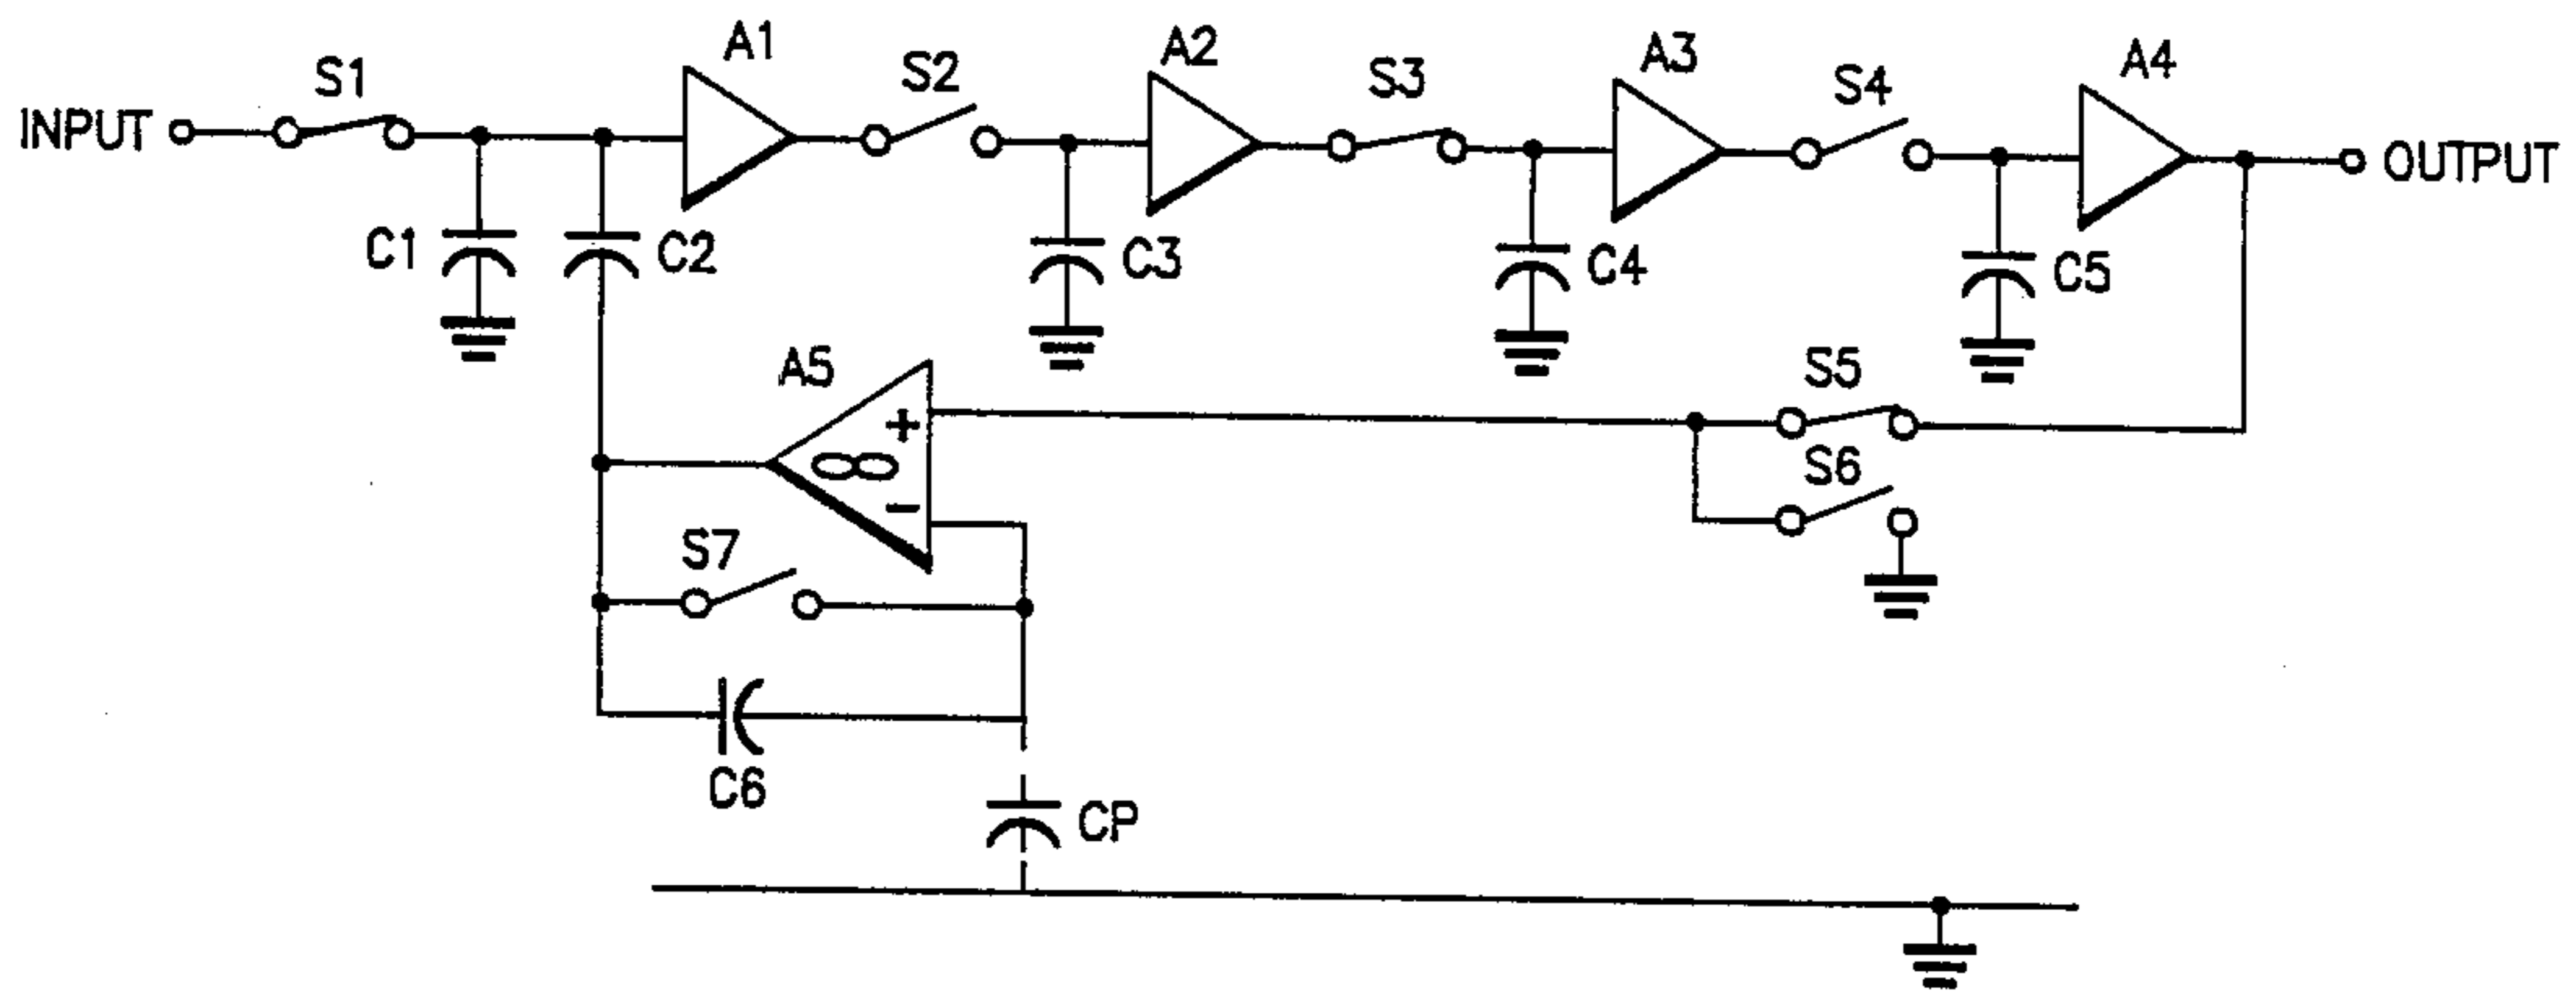 INPUT
S1
A1
S2
A2
S3
A3
S4
A4
OUTPUT
C1
C2
C3
C4
C5
A5
+
∞
−
S5
S6
S7
C6
CP